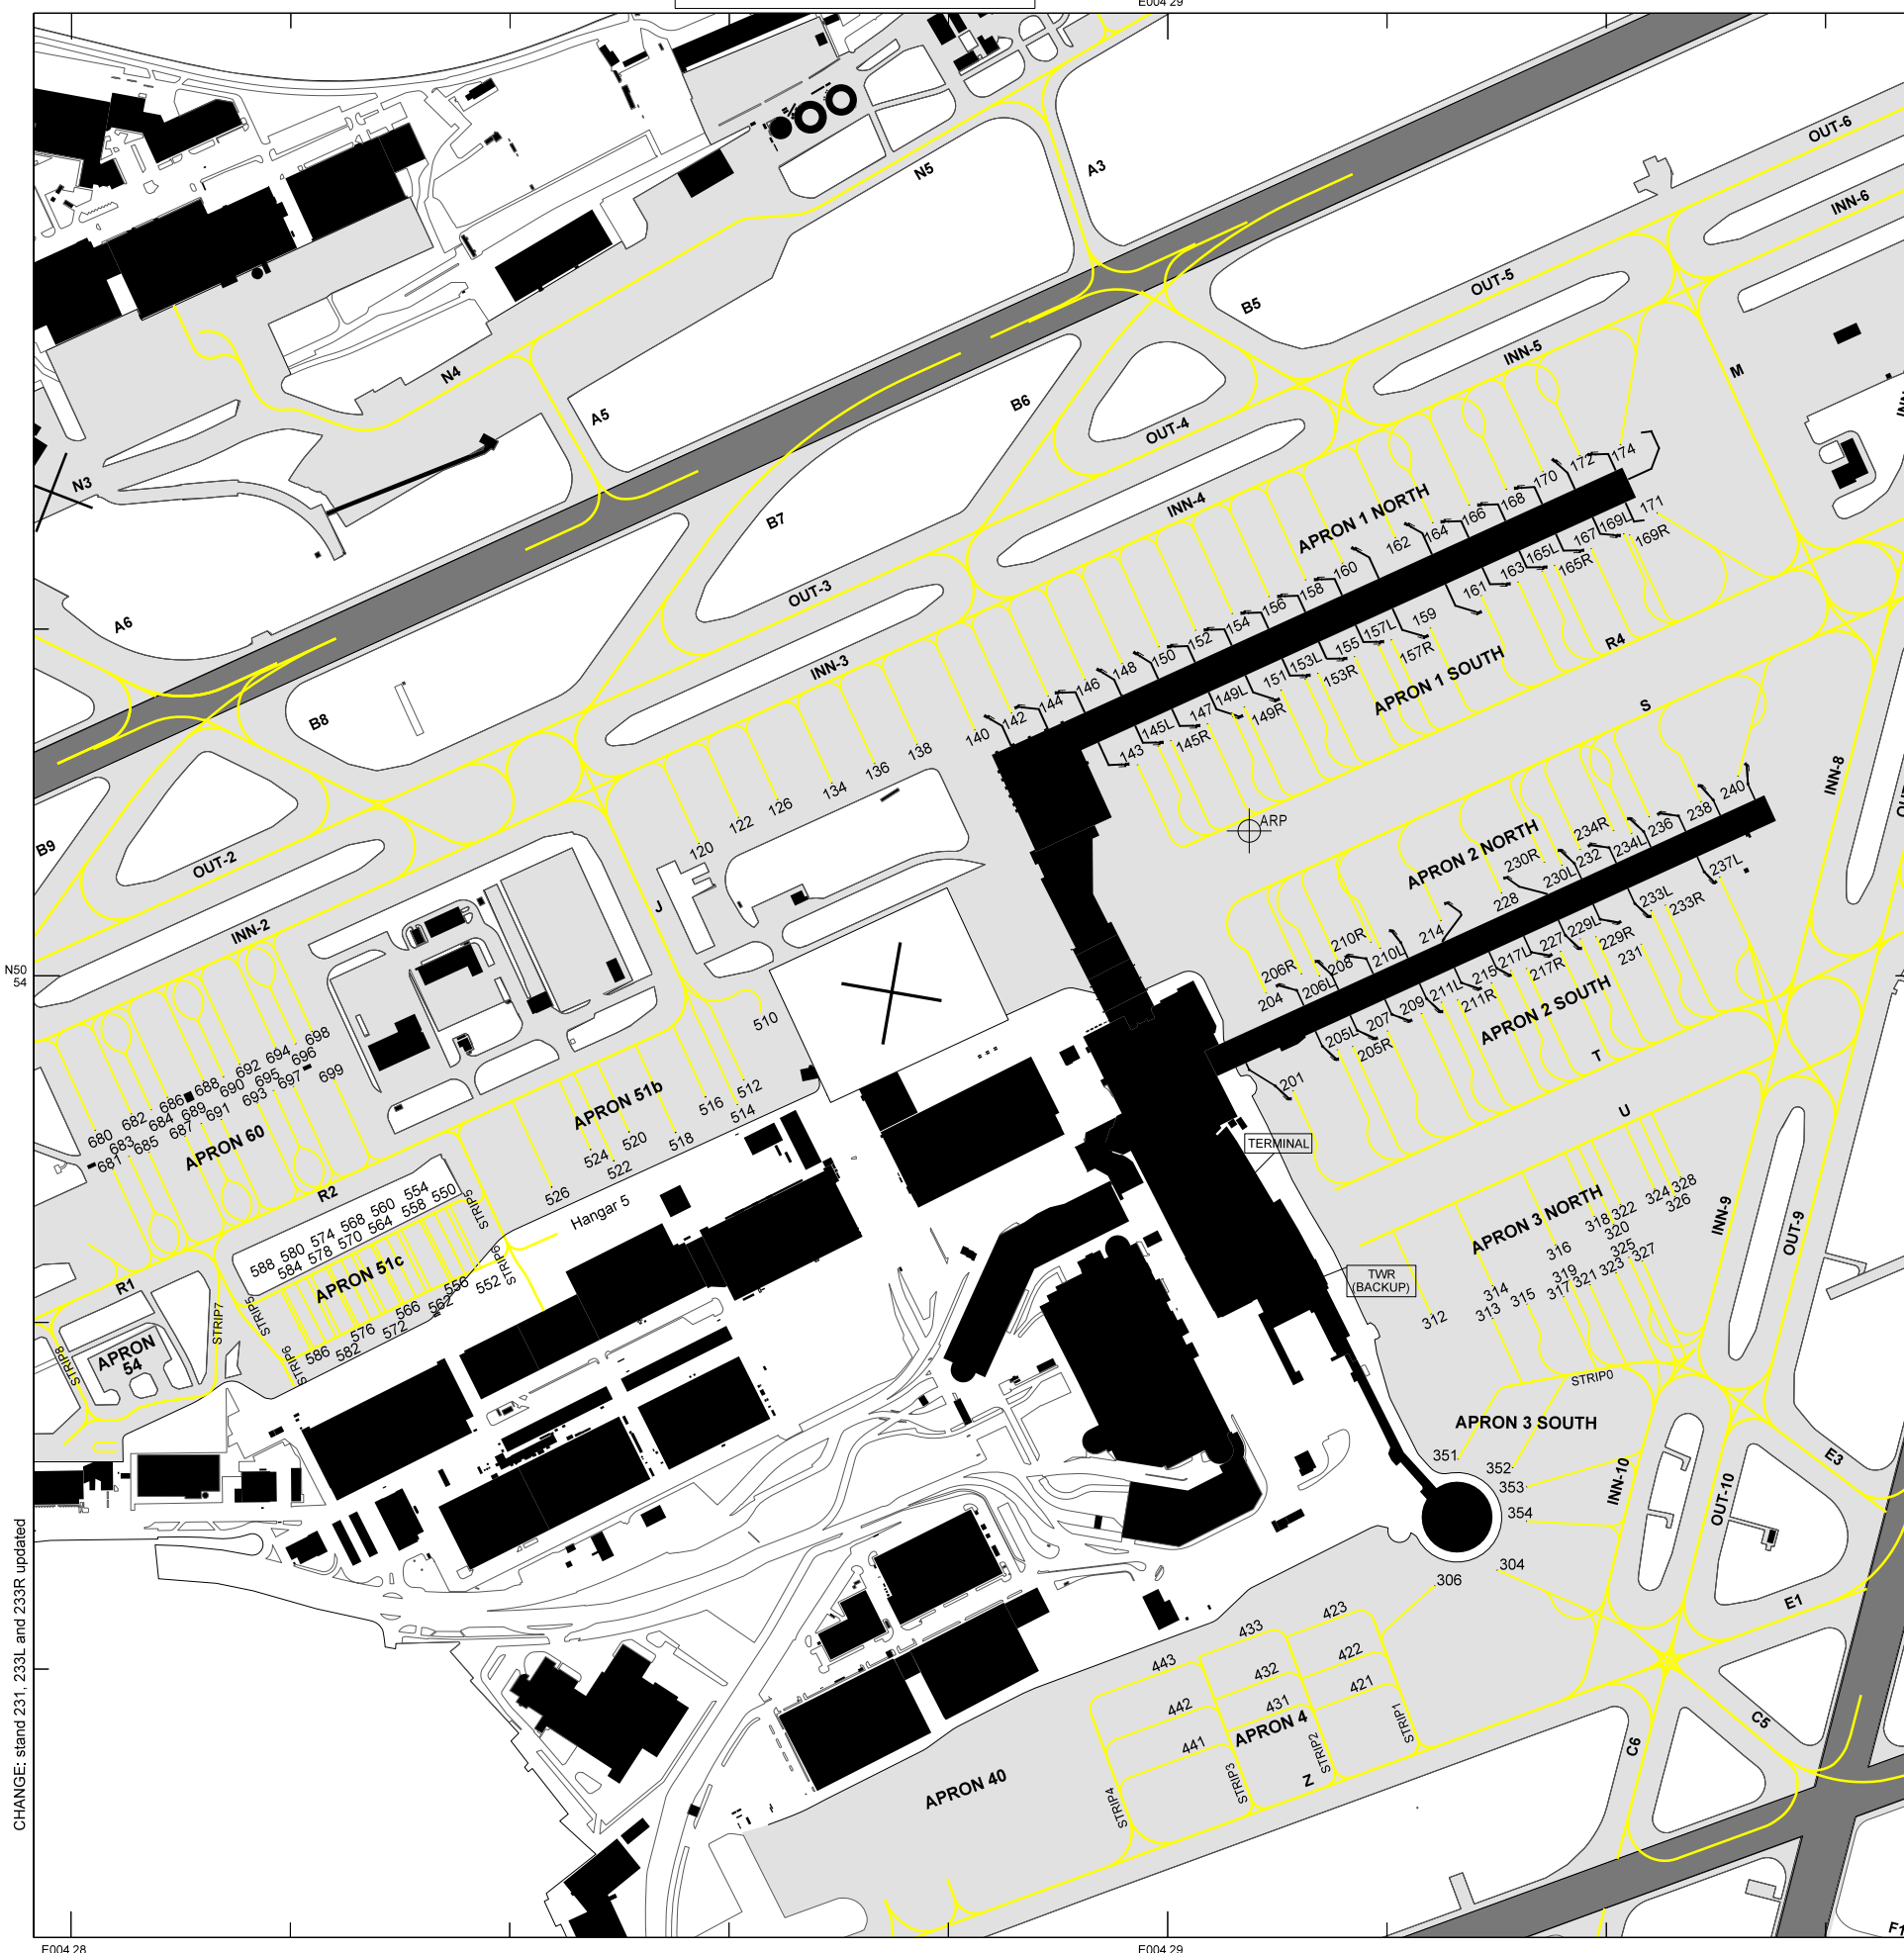 E004 29
OUT-6
INN-6
N5
A3
OUT-5
B5
INN-5
M
N4
A5
B6
OUT-4
N3
INN-4
B7
APRON 1 NORTH
174
172
170
168
166
164
162
160
158
156
154
152
150
148
146
144
142
140
138
136
134
126
122
120
171
169L
169R
167
165L
165R
163
161
159
157L
157R
155
153L
153R
151
149L
149R
147
145L
145R
143
APRON 1 SOUTH
R4
OUT-3
INN-3
A6
B8
B9
OUT-2
INN-2
J
ARP
S
INN-8
APRON 2 NORTH
240
238
236
234L
234R
232
230L
230R
228
214
210L
210R
208
206L
206R
204
237L
233L
233R
231
229L
229R
227
217L
217R
215
211L
211R
209
207
205L
205R
201
APRON 2 SOUTH
T
U
N50
54
698
694
696
692
695
699
688
690
697
686
693
689
691
684
687
682
685
680
683
681
APRON 60
510
512
514
516
518
520
522
524
526
APRON 51b
Hangar 5
R2
R1
554
550
560
558
568
564
574
570
580
578
588
584
APRON 51c
552
556
562
566
572
576
582
586
STRIP5
STRIP6
STRIP5
STRIP6
STRIP7
STRIP8
APRON
54
TERMINAL
TWR
(BACKUP)
APRON 3 NORTH
328
324
326
322
318
320
325
327
316
319
323
321
317
314
315
313
312
INN-9
OUT-9
STRIP0
APRON 3 SOUTH
351
352
353
354
304
306
INN-10
OUT-10
E3
E1
C5
C6
423
433
443
422
432
442
421
431
441
APRON 4
STRIP1
STRIP2
STRIP3
STRIP4
Z
APRON 40
CHANGE: stand 231, 233L and 233R updated
E004 28
E004 29